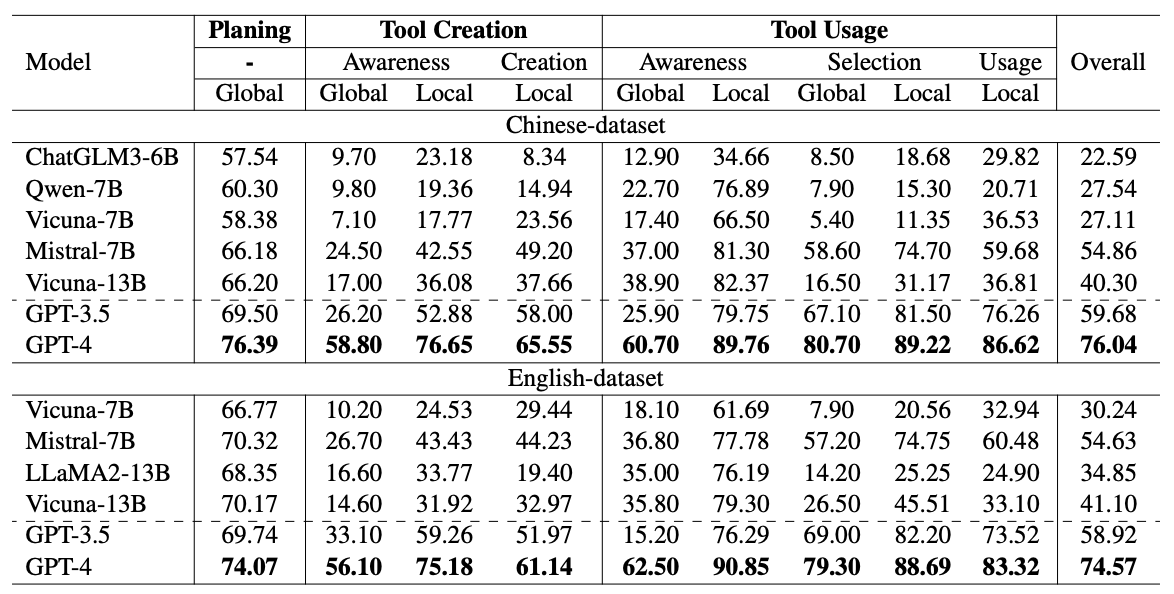 Planing Tool Creation Tool Usage
Model - Awareness Creation Awareness Selection Usage Overall
Global Global Local Local Global Local Global Local Local
Chinese-dataset
ChatGLM3-6B 57.54 9.70 23.18 8.34 12.90 34.66 8.50 18.68 29.82 22.59
Qwen-7B 60.30 9.80 19.36 14.94 22.70 76.89 7.90 15.30 20.71 27.54
Vicuna-7B 58.38 7.10 17.77 23.56 17.40 66.50 5.40 11.35 36.53 27.11
Mistral-7B 66.18 24.50 42.55 49.20 37.00 81.30 58.60 74.70 59.68 54.86
Vicuna-13B 66.20 17.00 36.08 37.66 38.90 82.37 16.50 31.17 36.81 40.30
GPT-3.5 69.50 26.20 52.88 58.00 25.90 79.75 67.10 81.50 76.26 59.68
GPT-4 76.39 58.80 76.65 65.55 60.70 89.76 80.70 89.22 86.62 76.04
English-dataset
Vicuna-7B 66.77 10.20 24.53 29.44 18.10 61.69 7.90 20.56 32.94 30.24
Mistral-7B 70.32 26.70 43.43 44.23 36.80 77.78 57.20 74.75 60.48 54.63
LLaMA2-13B 68.35 16.60 33.77 19.40 35.00 76.19 14.20 25.25 24.90 34.85
Vicuna-13B 70.17 14.60 31.92 32.97 35.80 79.30 26.50 45.51 33.10 41.10
GPT-3.5 69.74 33.10 59.26 51.97 15.20 76.29 69.00 82.20 73.52 58.92
GPT-4 74.07 56.10 75.18 61.14 62.50 90.85 79.30 88.69 83.32 74.57